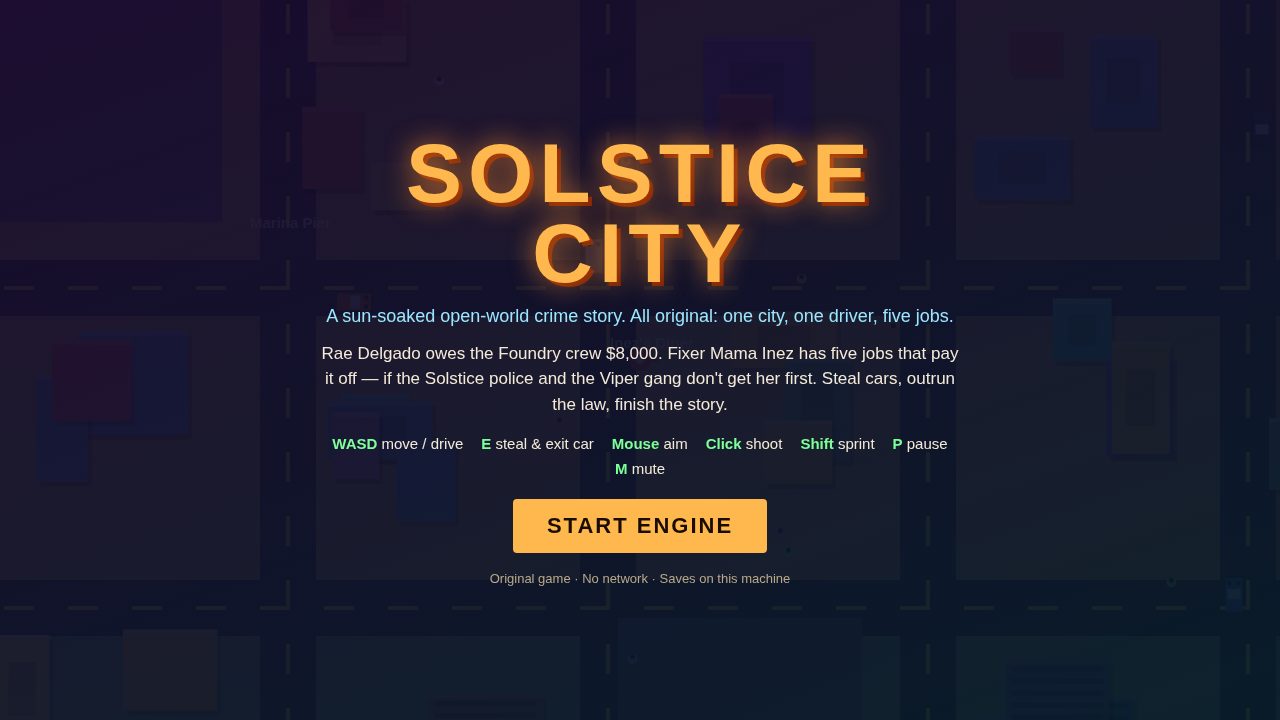 SOLSTICE
CITY
A sun-soaked open-world crime story. All original: one city, one driver, five jobs.
Rae Delgado owes the Foundry crew $8,000. Fixer Mama Inez has five jobs that pay
it off — if the Solstice police and the Viper gang don't get her first. Steal cars, outrun
the law, finish the story.
WASD move / drive E steal & exit car Mouse aim Click shoot Shift sprint P pause
M mute
START ENGINE
Original game · No network · Saves on this machine
Marina Pier